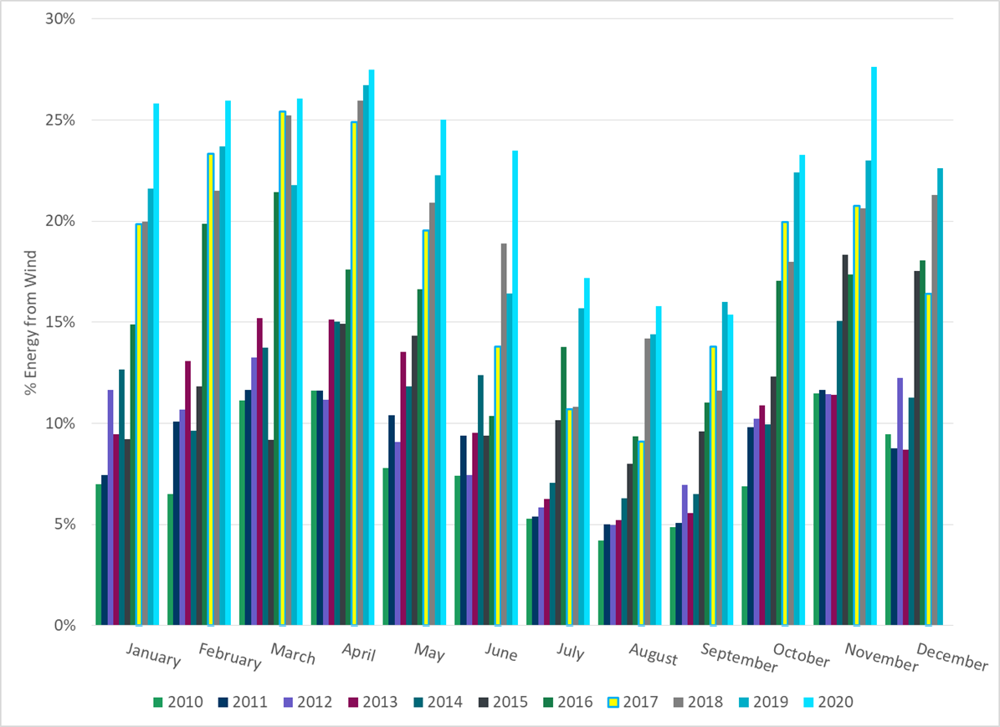 30%
25%
20%
15%
10%
5%
0%
% Energy from Wind
January February March April May June July August September October November December
2010 2011 2012 2013 2014 2015 2016 2017 2018 2019 2020